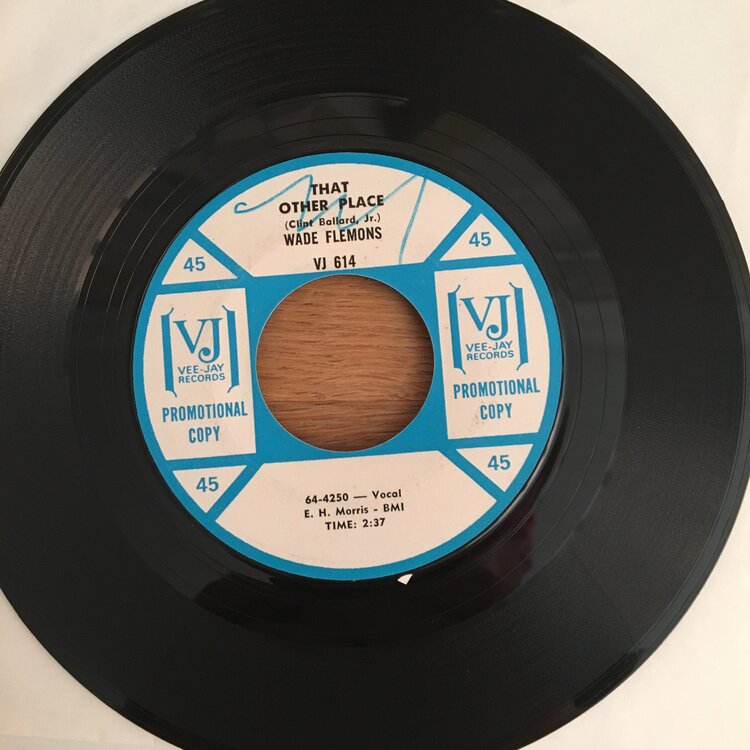 THAT
OTHER PLACE
(Clint Ballard, Jr.)
WADE FLEMONS
VJ 614
45
45
VJ
VEE-JAY
RECORDS
PROMOTIONAL
COPY
VJ
VEE-JAY
RECORDS
PROMOTIONAL
COPY
45
45
64-4250 — Vocal
E. H. Morris - BMI
TIME: 2:37